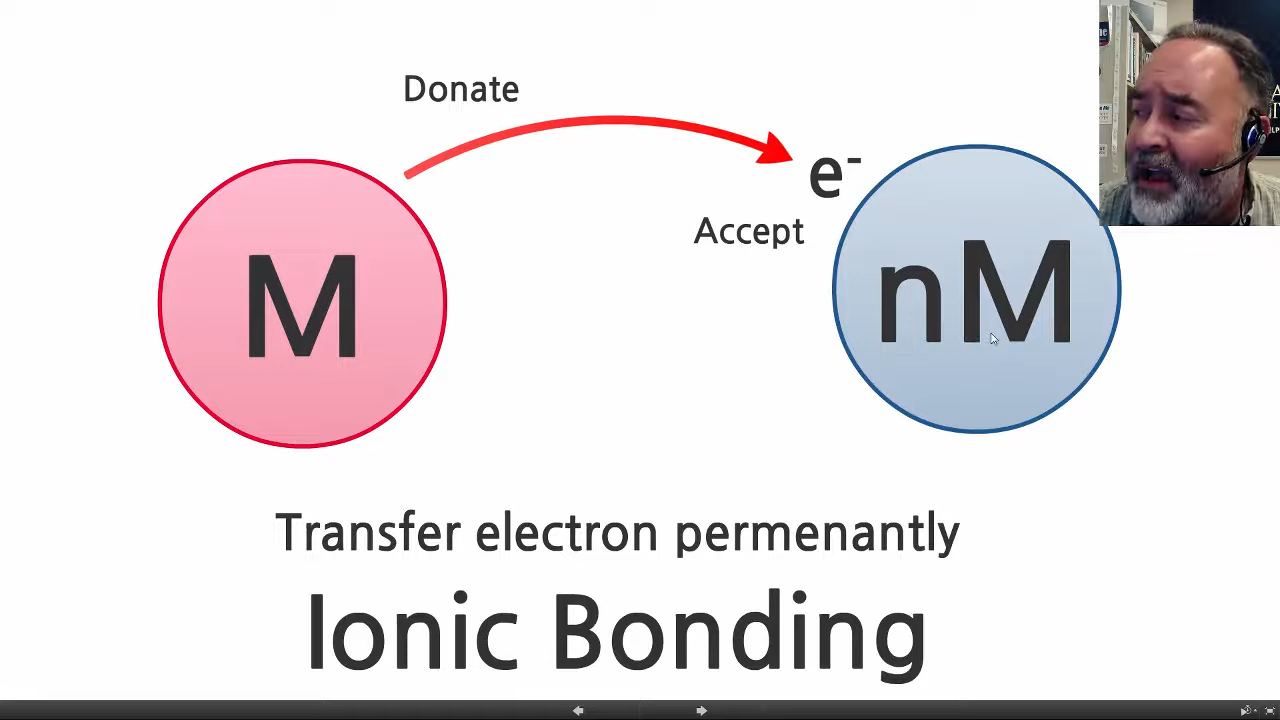 Donate
e-
Accept
M
nM
Transfer electron permenantly
Ionic Bonding